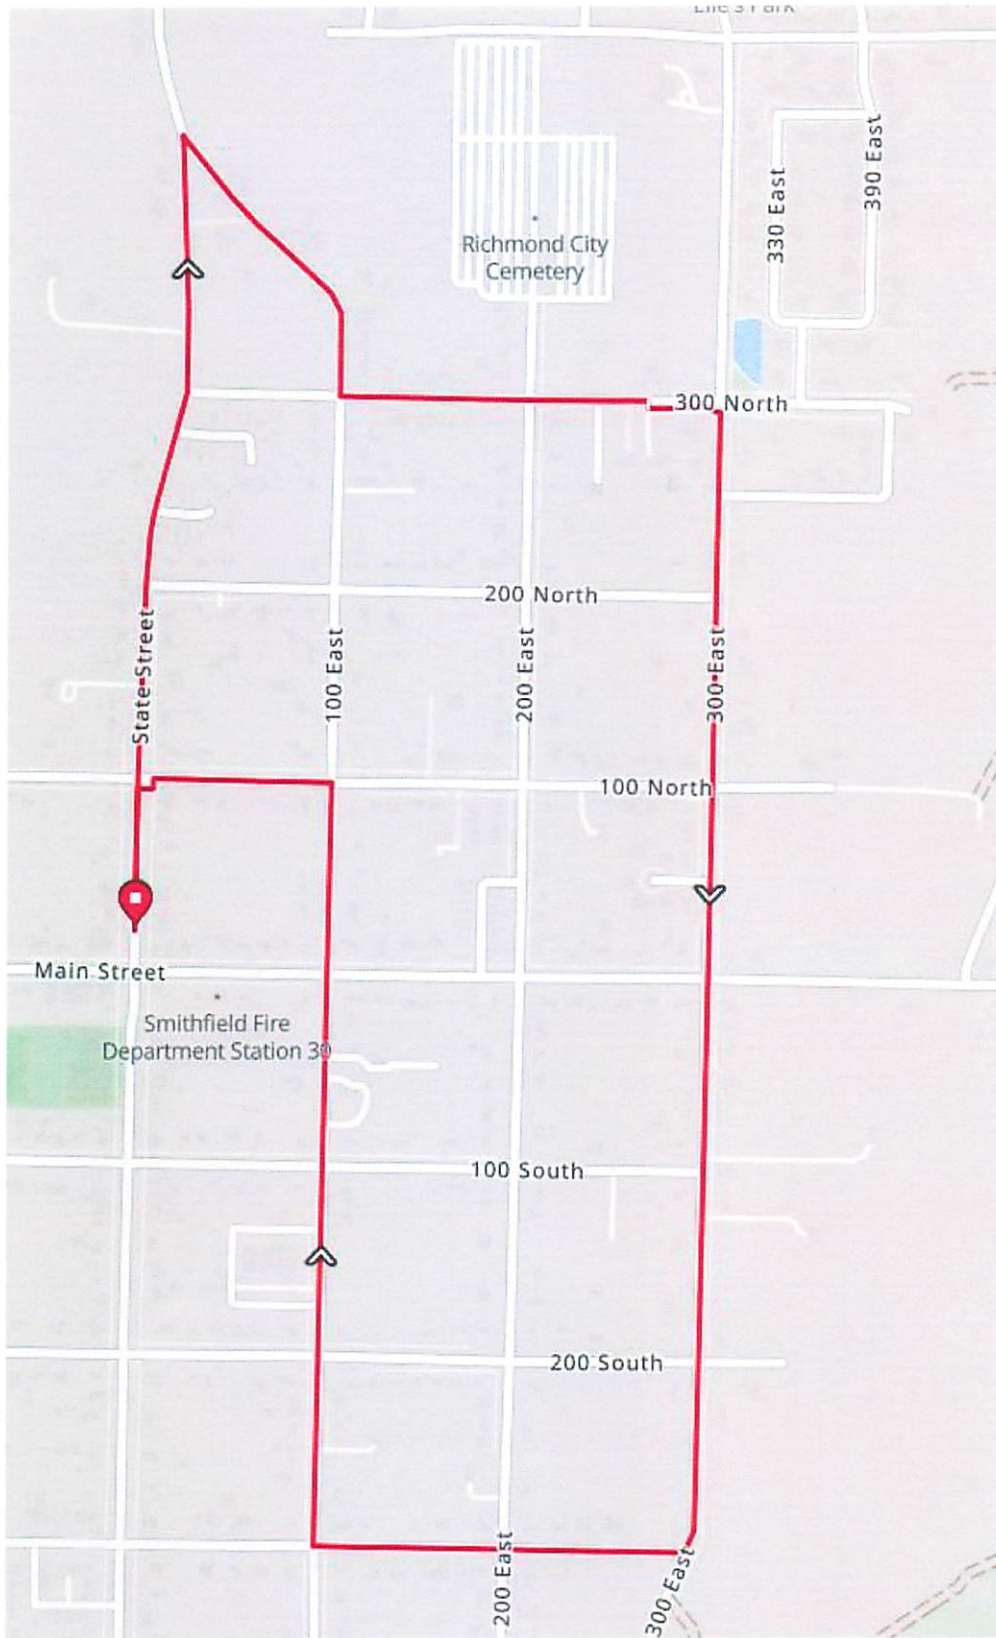 390 East
330 East
Richmond City
Cemetery
300 North
200 North
State Street
100 East
200 East
300 East
100 North
Main Street
Smithfield Fire
Department Station 30
100 South
200 South
200 East
300 East